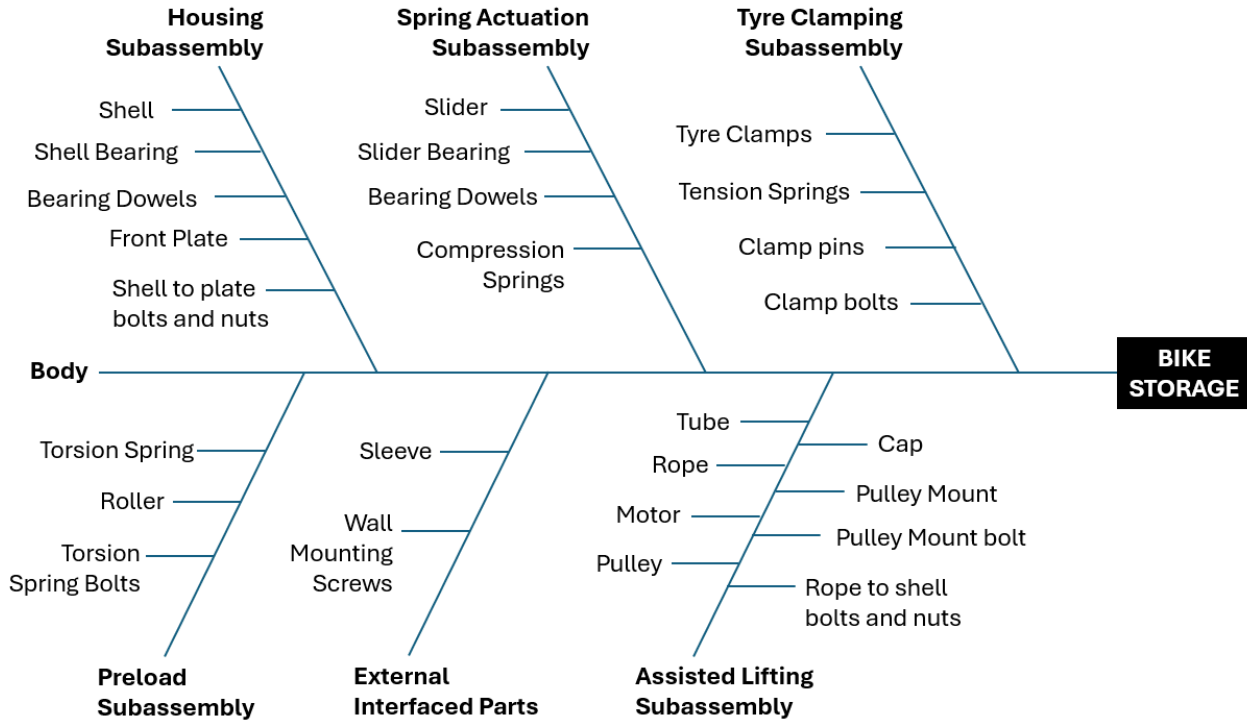 Housing
Subassembly
Spring Actuation
Subassembly
Tyre Clamping
Subassembly
Shell
Shell Bearing
Bearing Dowels
Front Plate
Shell to plate
bolts and nuts
Slider
Slider Bearing
Bearing Dowels
Compression
Springs
Tyre Clamps
Tension Springs
Clamp pins
Clamp bolts
Body
BIKE
STORAGE
Torsion Spring
Roller
Torsion
Spring Bolts
Sleeve
Wall
Mounting
Screws
Tube
Rope
Motor
Pulley
Cap
Pulley Mount
Pulley Mount bolt
Rope to shell
bolts and nuts
Preload
Subassembly
External
Interfaced Parts
Assisted Lifting
Subassembly